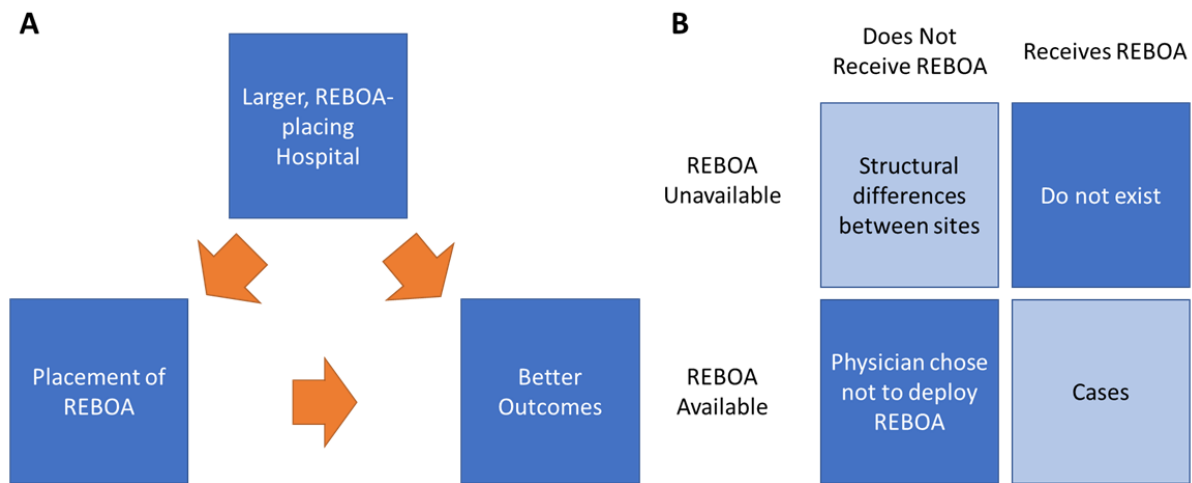 A
Larger, REBOA-
placing
Hospital
Placement of
REBOA
Better
Outcomes
B
Does Not
Receive REBOA
Receives REBOA
REBOA
Unavailable
Structural
differences
between sites
Do not exist
REBOA
Available
Physician chose
not to deploy
REBOA
Cases